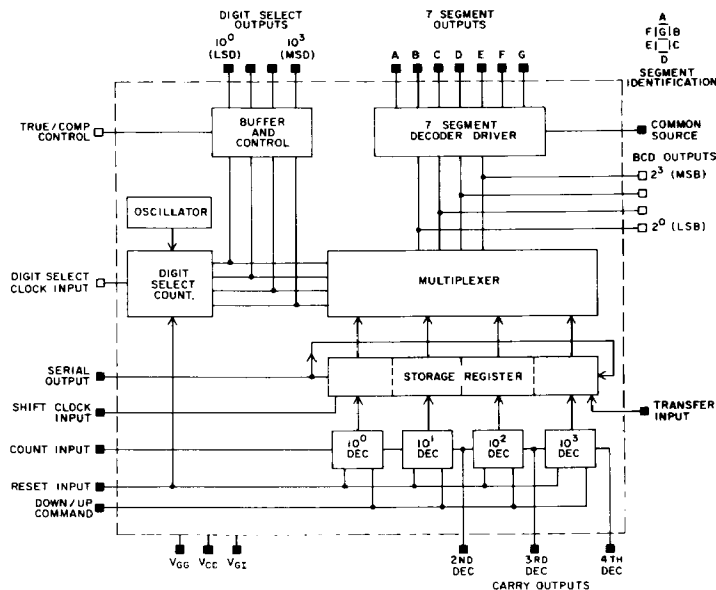 DIGIT SELECT
OUTPUTS
10⁰
(LSD)
10³
(MSD)
7 SEGMENT
OUTPUTS
A B C D E F G
A
F G B
E C
D
SEGMENT
IDENTIFICATION
TRUE/COMP
CONTROL
BUFFER
AND
CONTROL
7 SEGMENT
DECODER DRIVER
COMMON
SOURCE
BCD OUTPUTS
2³ (MSB)
2⁰ (LSB)
OSCILLATOR
DIGIT SELECT
CLOCK INPUT
DIGIT
SELECT
COUNT.
MULTIPLEXER
SERIAL
OUTPUT
STORAGE REGISTER
SHIFT CLOCK
INPUT
TRANSFER
INPUT
COUNT INPUT
10⁰
DEC
10¹
DEC
10²
DEC
10³
DEC
RESET INPUT
DOWN/UP
COMMAND
VGG VCC VGI
2ND
DEC
3RD
DEC
4TH
DEC
CARRY OUTPUTS